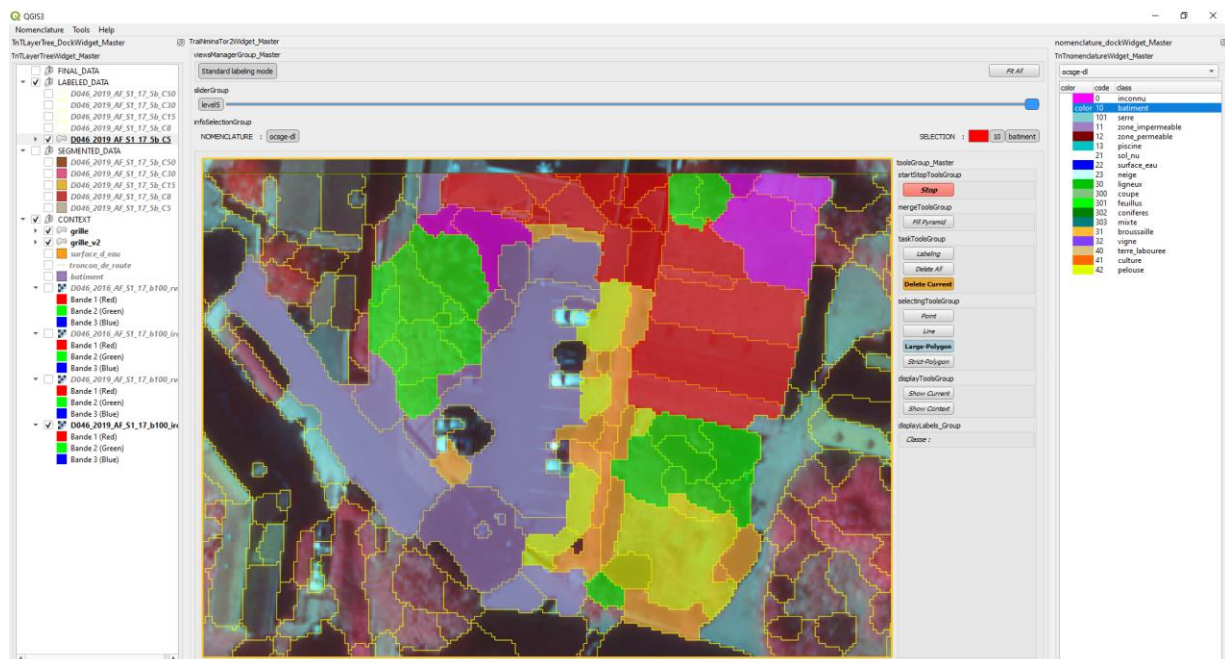 QGIS3
Nomenclature Tools Help
TnTLayerTree_DockWidget_Master
TnTLayerTreeWidget_Master
FINAL_DATA
LABELED_DATA
D046_2019_AF_S1_17_5b_C50
D046_2019_AF_S1_17_5b_C30
D046_2019_AF_S1_17_5b_C15
D046_2019_AF_S1_17_5b_C8
D046_2019_AF_S1_17_5b_C5
SEGMENTED_DATA
D046_2019_AF_S1_17_5b_C50
D046_2019_AF_S1_17_5b_C30
D046_2019_AF_S1_17_5b_C15
D046_2019_AF_S1_17_5b_C8
D046_2019_AF_S1_17_5b_C5
CONTEXT
grille
grille_v2
surface_d_eau
troncon_de_route
batiment
D046_2016_AF_S1_17_b100_rv
Bande 1 (Red)
Bande 2 (Green)
Bande 3 (Blue)
D046_2016_AF_S1_17_b100_irc
Bande 1 (Red)
Bande 2 (Green)
Bande 3 (Blue)
D046_2019_AF_S1_17_b100_rv
Bande 1 (Red)
Bande 2 (Green)
Bande 3 (Blue)
D046_2019_AF_S1_17_b100_irc
Bande 1 (Red)
Bande 2 (Green)
Bande 3 (Blue)
TraiNminaTor2Widget_Master
viewsManagerGroup_Master
Standard labeling mode
Fit All
sliderGroup
level5
infoSelectionGroup
NOMENCLATURE : ocsge-dl
SELECTION : 10 batiment
toolsGroup_Master
startStopToolsGroup
Stop
mergeToolsGroup
Fill Pyramid
taskToolsGroup
Labeling
Delete All
Delete Current
selectingToolsGroup
Point
Line
Large-Polygon
Strict-Polygon
displayToolsGroup
Show Current
Show Context
displayLabels_Group
Classe :
nomenclature_dockWidget_Master
TnTnomenclatureWidget_Master
ocsge-dl
color code class
0 inconnu
color 10 batiment
101 serre
11 zone_impermeable
12 zone_permeable
13 piscine
21 sol_nu
22 surface_eau
23 neige
30 ligneux
300 coupe
301 feuillus
302 coniferes
303 mixte
31 broussaille
32 vigne
40 terre_labouree
41 culture
42 pelouse